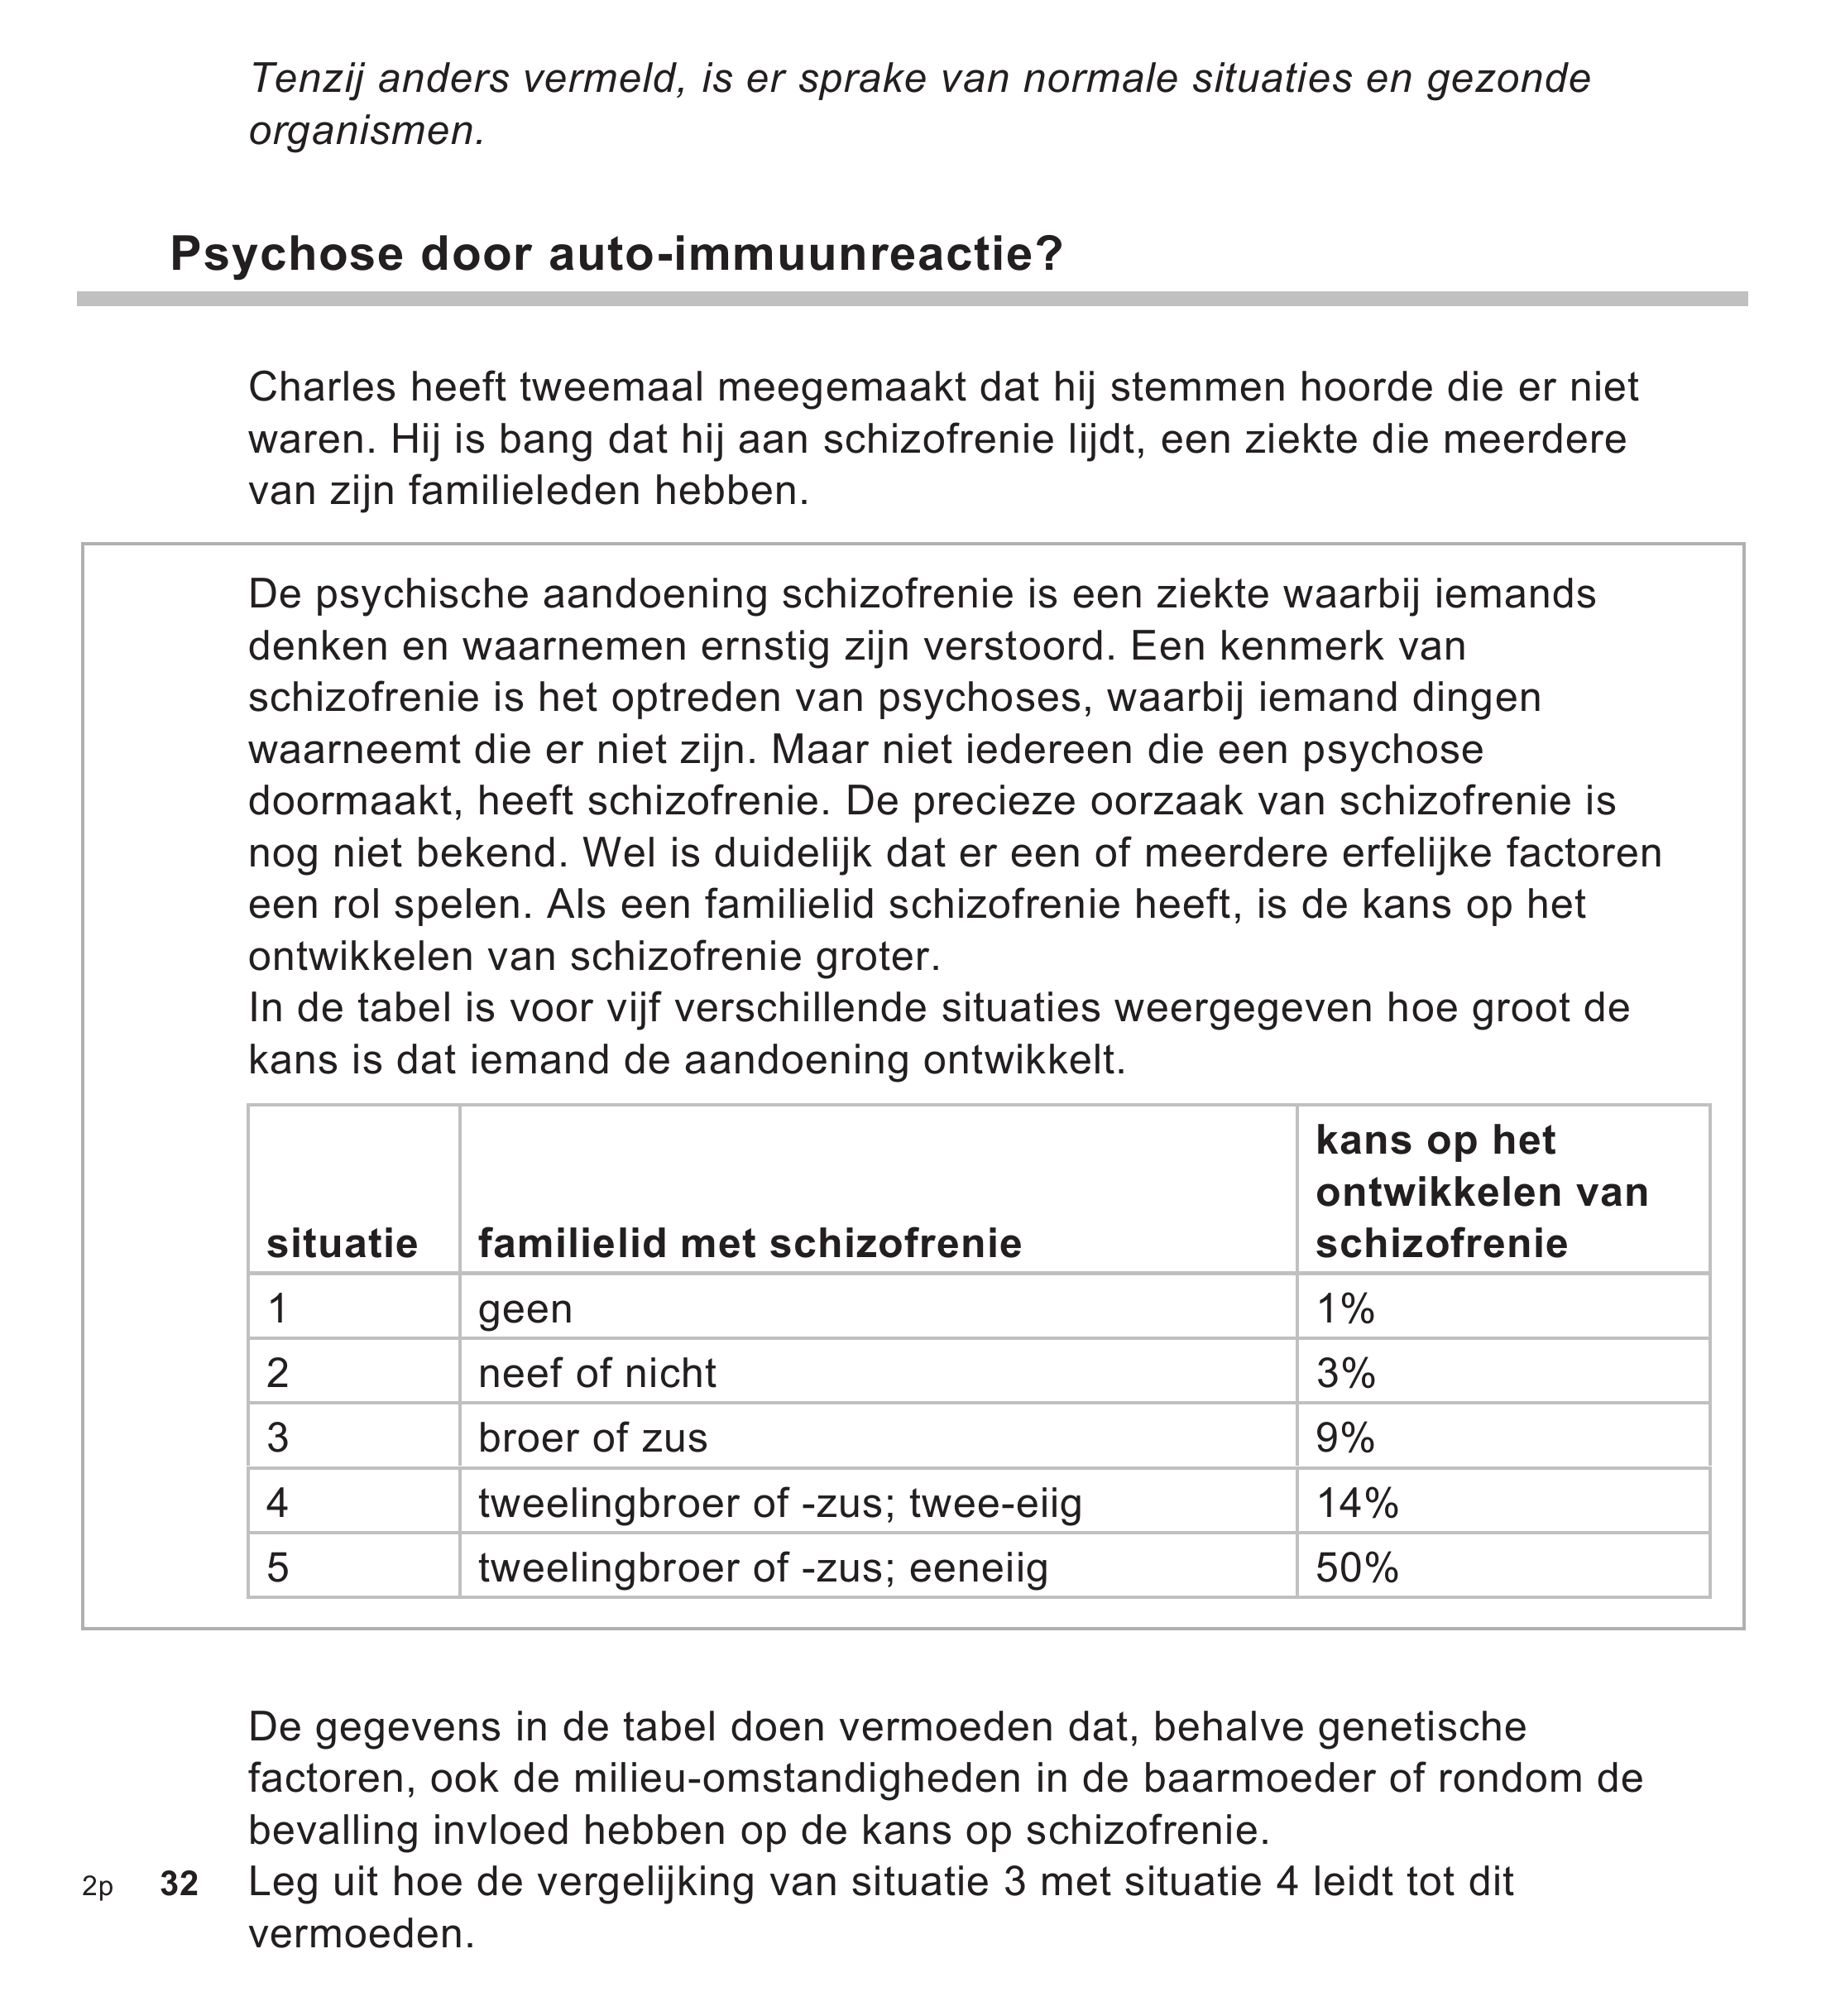 Tenzij anders vermeld, is er sprake van normale situaties en gezonde
organismen.
Psychose door auto-immuunreactie?
Charles heeft tweemaal meegemaakt dat hij stemmen hoorde die er niet
waren. Hij is bang dat hij aan schizofrenie lijdt, een ziekte die meerdere
van zijn familieleden hebben.
De psychische aandoening schizofrenie is een ziekte waarbij iemands
denken en waarnemen ernstig zijn verstoord. Een kenmerk van
schizofrenie is het optreden van psychoses, waarbij iemand dingen
waarneemt die er niet zijn. Maar niet iedereen die een psychose
doormaakt, heeft schizofrenie. De precieze oorzaak van schizofrenie is
nog niet bekend. Wel is duidelijk dat er een of meerdere erfelijke factoren
een rol spelen. Als een familielid schizofrenie heeft, is de kans op het
ontwikkelen van schizofrenie groter.
In de tabel is voor vijf verschillende situaties weergegeven hoe groot de
kans is dat iemand de aandoening ontwikkelt.
kans op het
ontwikkelen van
situatie familielid met schizofrenie schizofrenie
1 geen 1%
2 neef of nicht 3%
3 broer of zus 9%
4 tweelingbroer of -zus; twee-eiig 14%
5 tweelingbroer of -zus; eeneiig 50%
De gegevens in de tabel doen vermoeden dat, behalve genetische
factoren, ook de milieu-omstandigheden in de baarmoeder of rondom de
bevalling invloed hebben op de kans op schizofrenie.
2p 32 Leg uit hoe de vergelijking van situatie 3 met situatie 4 leidt tot dit
vermoeden.